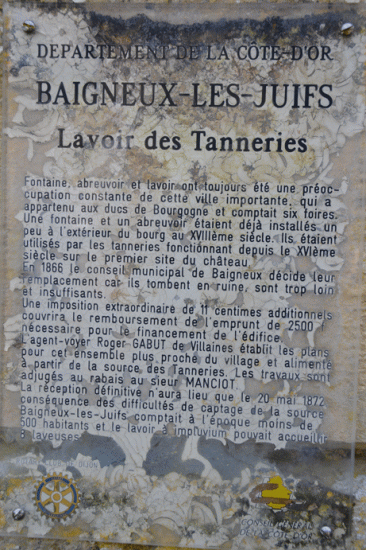 DEPARTEMENT DE LA CÔTE-D'OR
BAIGNEUX-LES-JUIFS
Lavoir des Tanneries
Fontaine, abreuvoir et lavoir ont toujours été une préoc-
cupation constante de cette ville importante, qui a
appartenu aux ducs de Bourgogne et comptait six foires.
Une fontaine et un abreuvoir étaient déjà installés un
peu à l'extérieur du bourg au XVIIIème siècle. Ils étaient
utilisés par les tanneries fonctionnant depuis le XVIème
siècle sur le premier site du château.
En 1866 le conseil municipal de Baigneux décide leur
remplacement car ils tombent en ruine, sont trop loin
et insuffisants.
Une imposition extraordinaire de 11 centimes additionnels
couvrira le remboursement de l'emprunt de 2500
nécessaire pour le financement de l'édifice.
L'agent-voyer Roger GABUT de Villaines établit les plans
pour cet ensemble plus proche du village et alimenté
à partir de la source des Tanneries. Les travaux sont
adjugés au rabais au sieur MANCIOT.
La réception définitive n'aura lieu que le 20 mai 1872
conséquence des difficultés de captage de la source
Baigneux-les-Juifs comptait à l'époque moins de
500 habitants et le lavoir à impluvium pouvait accueillir
8 laveuses